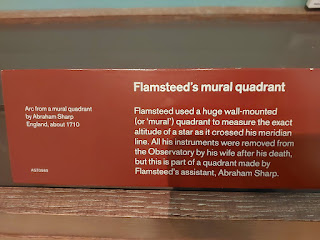 Flamsteed's mural quadrant
Arc from a mural quadrant
by Abraham Sharp
England, about 1710
Flamsteed used a huge wall-mounted
(or 'mural') quadrant to measure the exact
altitude of a star as it crossed his meridian
line. All his instruments were removed from
the Observatory by his wife after his death,
but this is part of a quadrant made by
Flamsteed's assistant, Abraham Sharp.